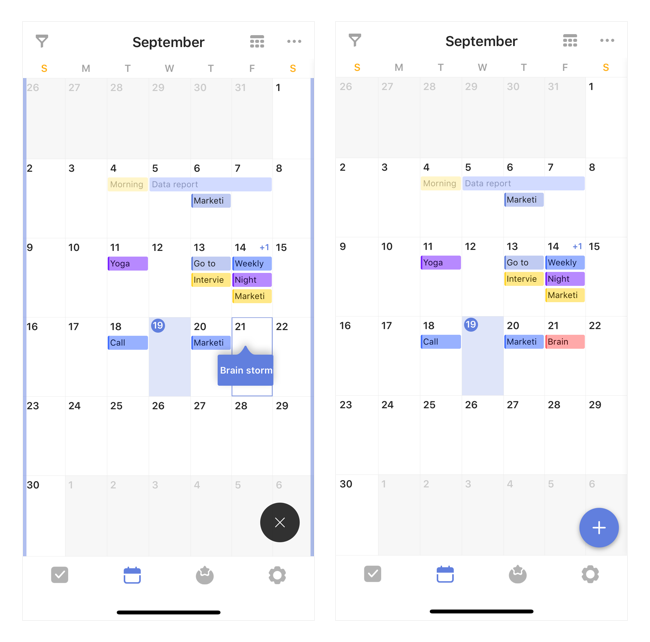 September
S M T W T F S
26 27 28 29 30 31 1
2 3 4 5 6 7 8
Morning Data report
Marketi
9 10 11 12 13 14 +1 15
Yoga Go to Weekly
Intervie Night
Marketi
16 17 18 19 20 21 22
Call Marketi
Brain storm
23 24 25 26 27 28 29
30 1 2 3 4 5 6
September
S M T W T F S
26 27 28 29 30 31 1
2 3 4 5 6 7 8
Morning Data report
Marketi
9 10 11 12 13 14 +1 15
Yoga Go to Weekly
Intervie Night
Marketi
16 17 18 19 20 21 22
Call Marketi Brain
23 24 25 26 27 28 29
30 1 2 3 4 5 6